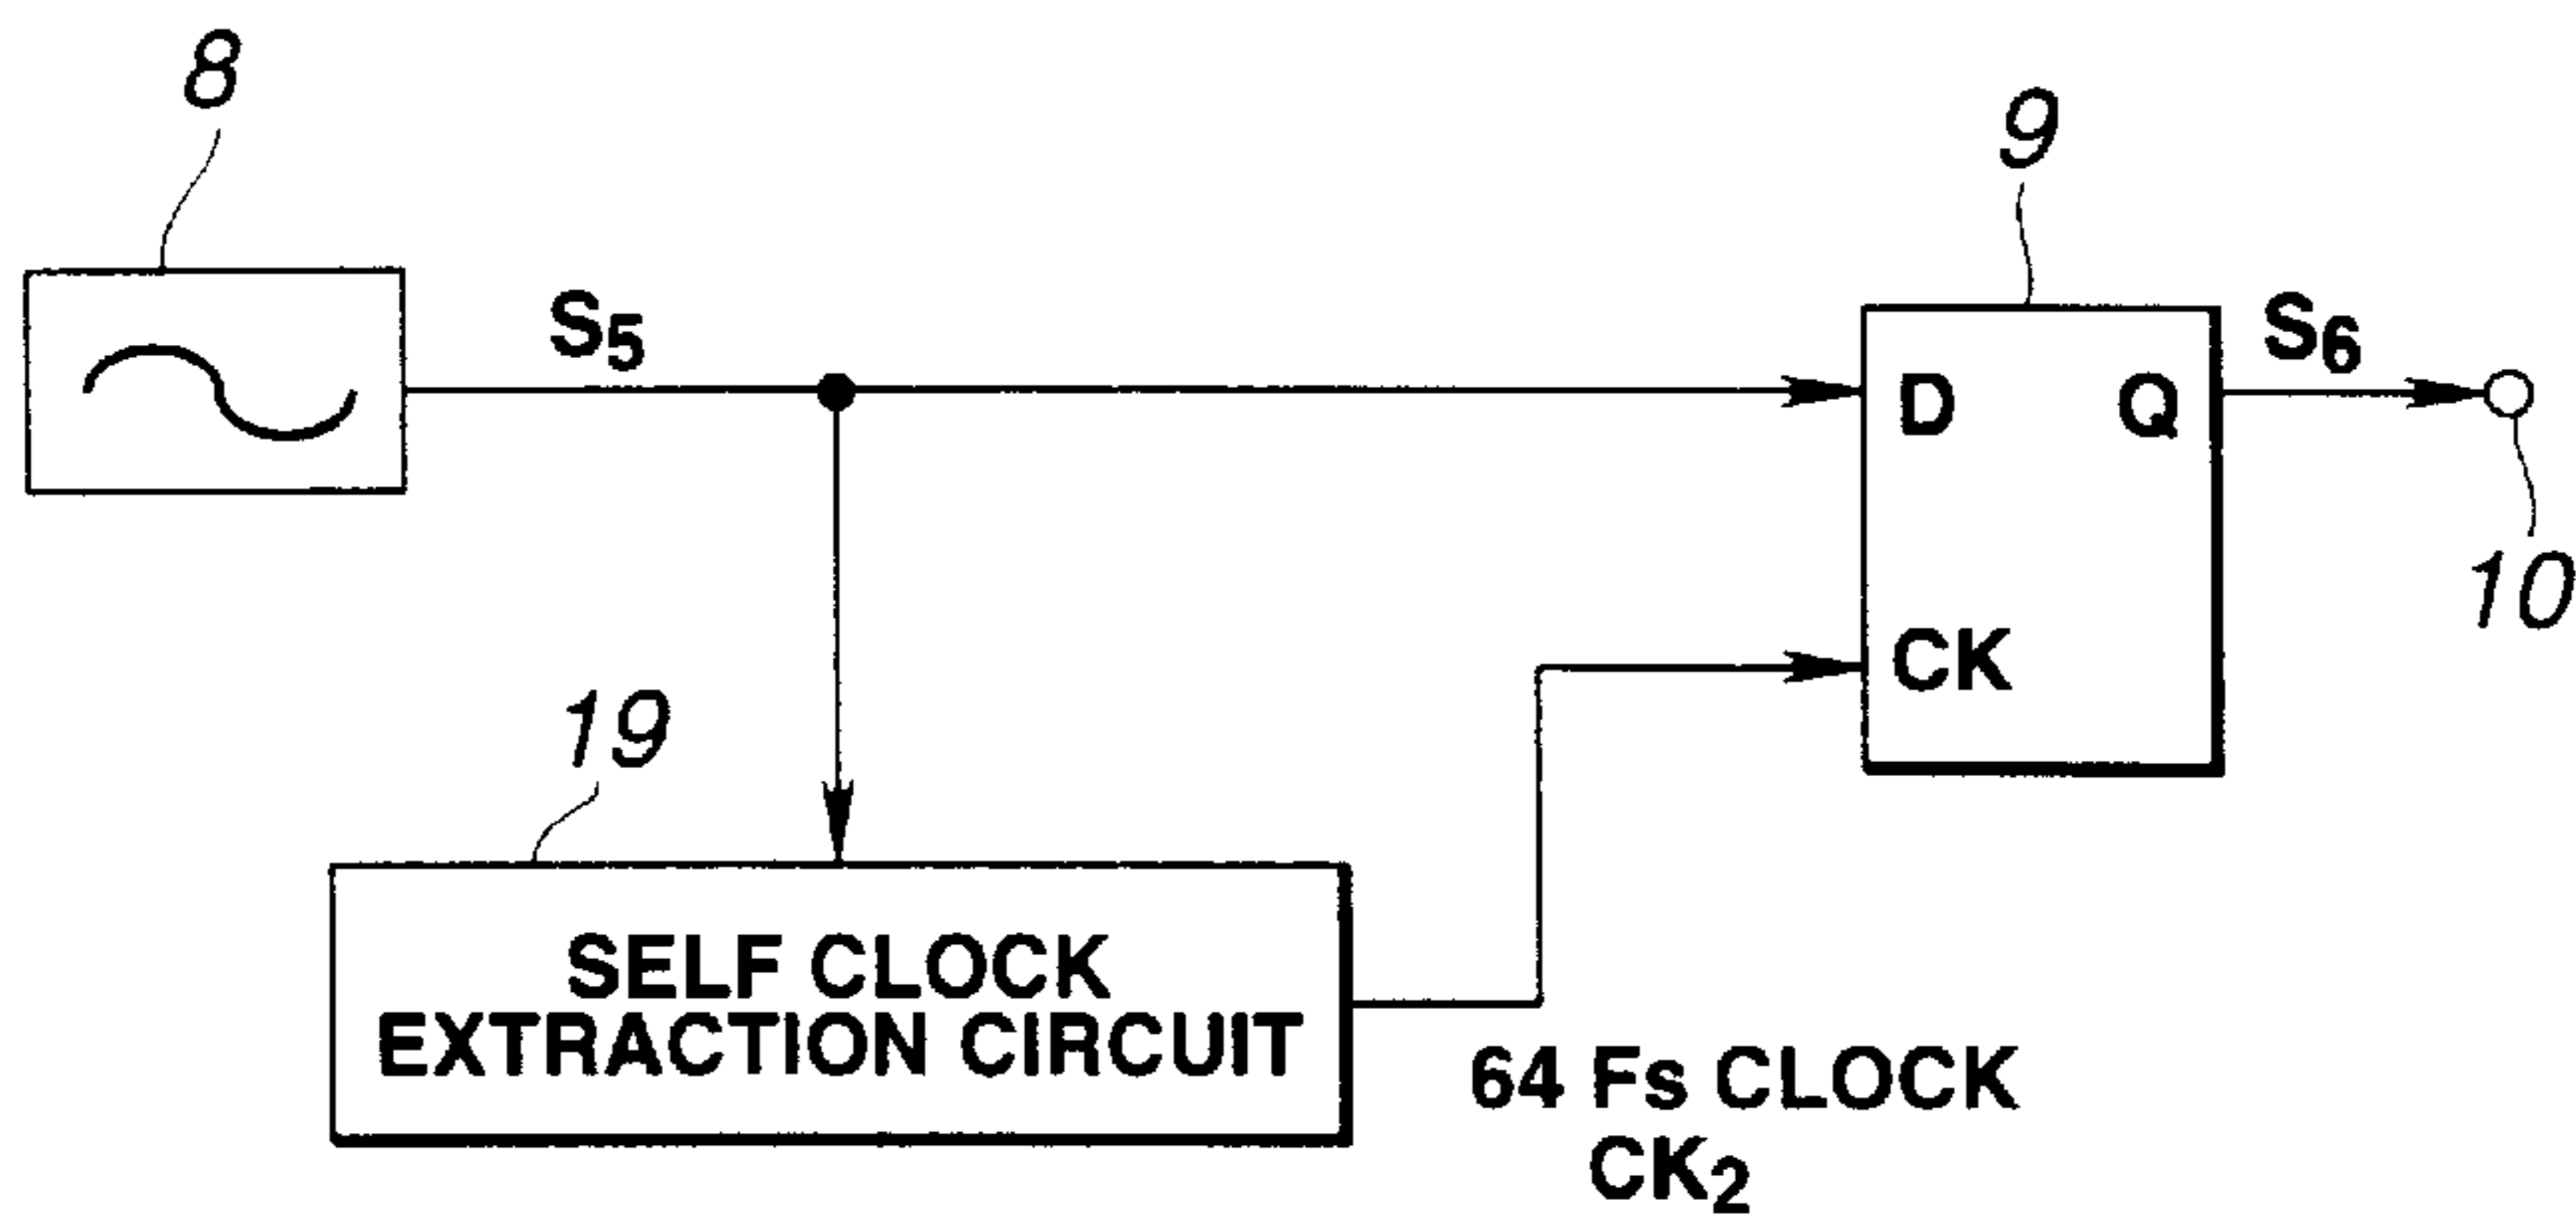 8
9
S5
S6
D
Q
10
CK
19
SELF CLOCK
EXTRACTION CIRCUIT
64 Fs CLOCK
CK2